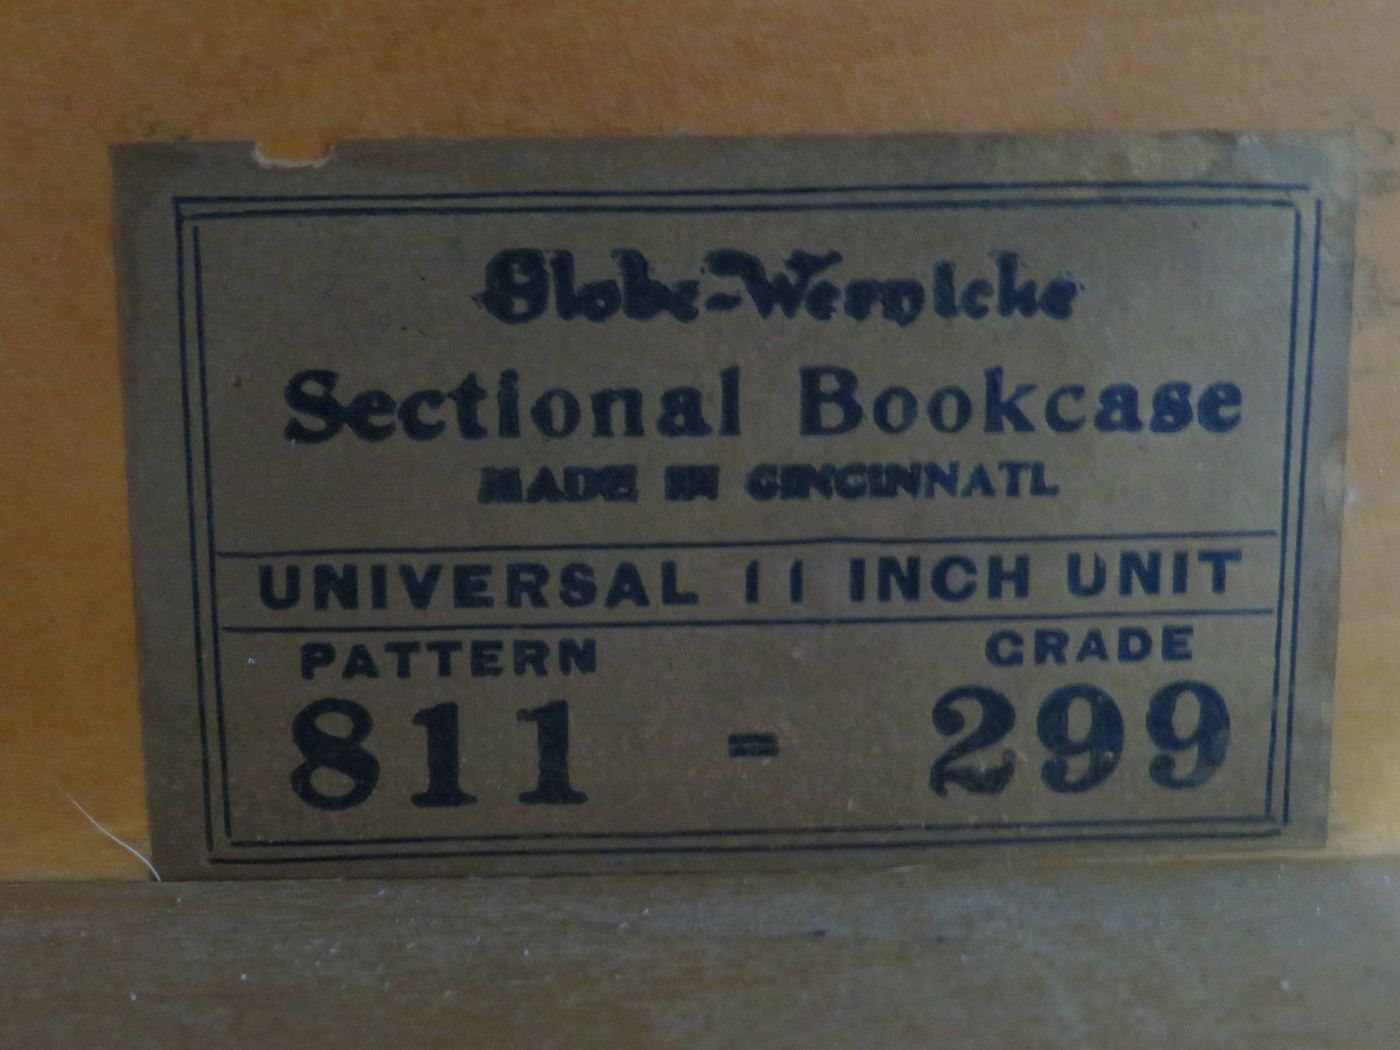 Globe-Wernicke
Sectional Bookcase
MADE IN CINCINNATI.
UNIVERSAL 11 INCH UNIT
PATTERN GRADE
811 - 299